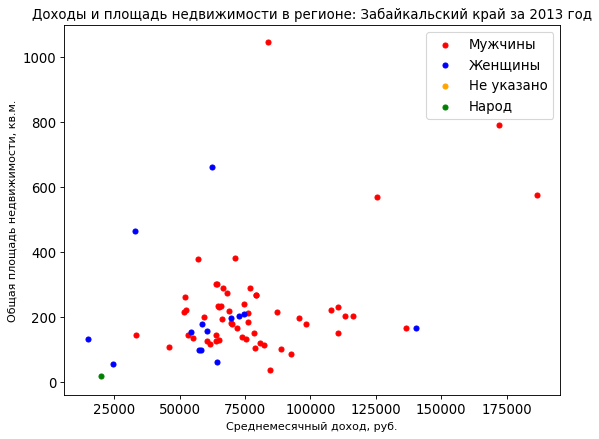 Доходы и площадь недвижимости в регионе: Забайкальский край за 2013 год
Мужчины
Женщины
Не указано
Народ
Общая площадь недвижимости, кв.м.
1000
800
600
400
200
0
25000 50000 75000 100000 125000 150000 175000
Среднемесячный доход, руб.